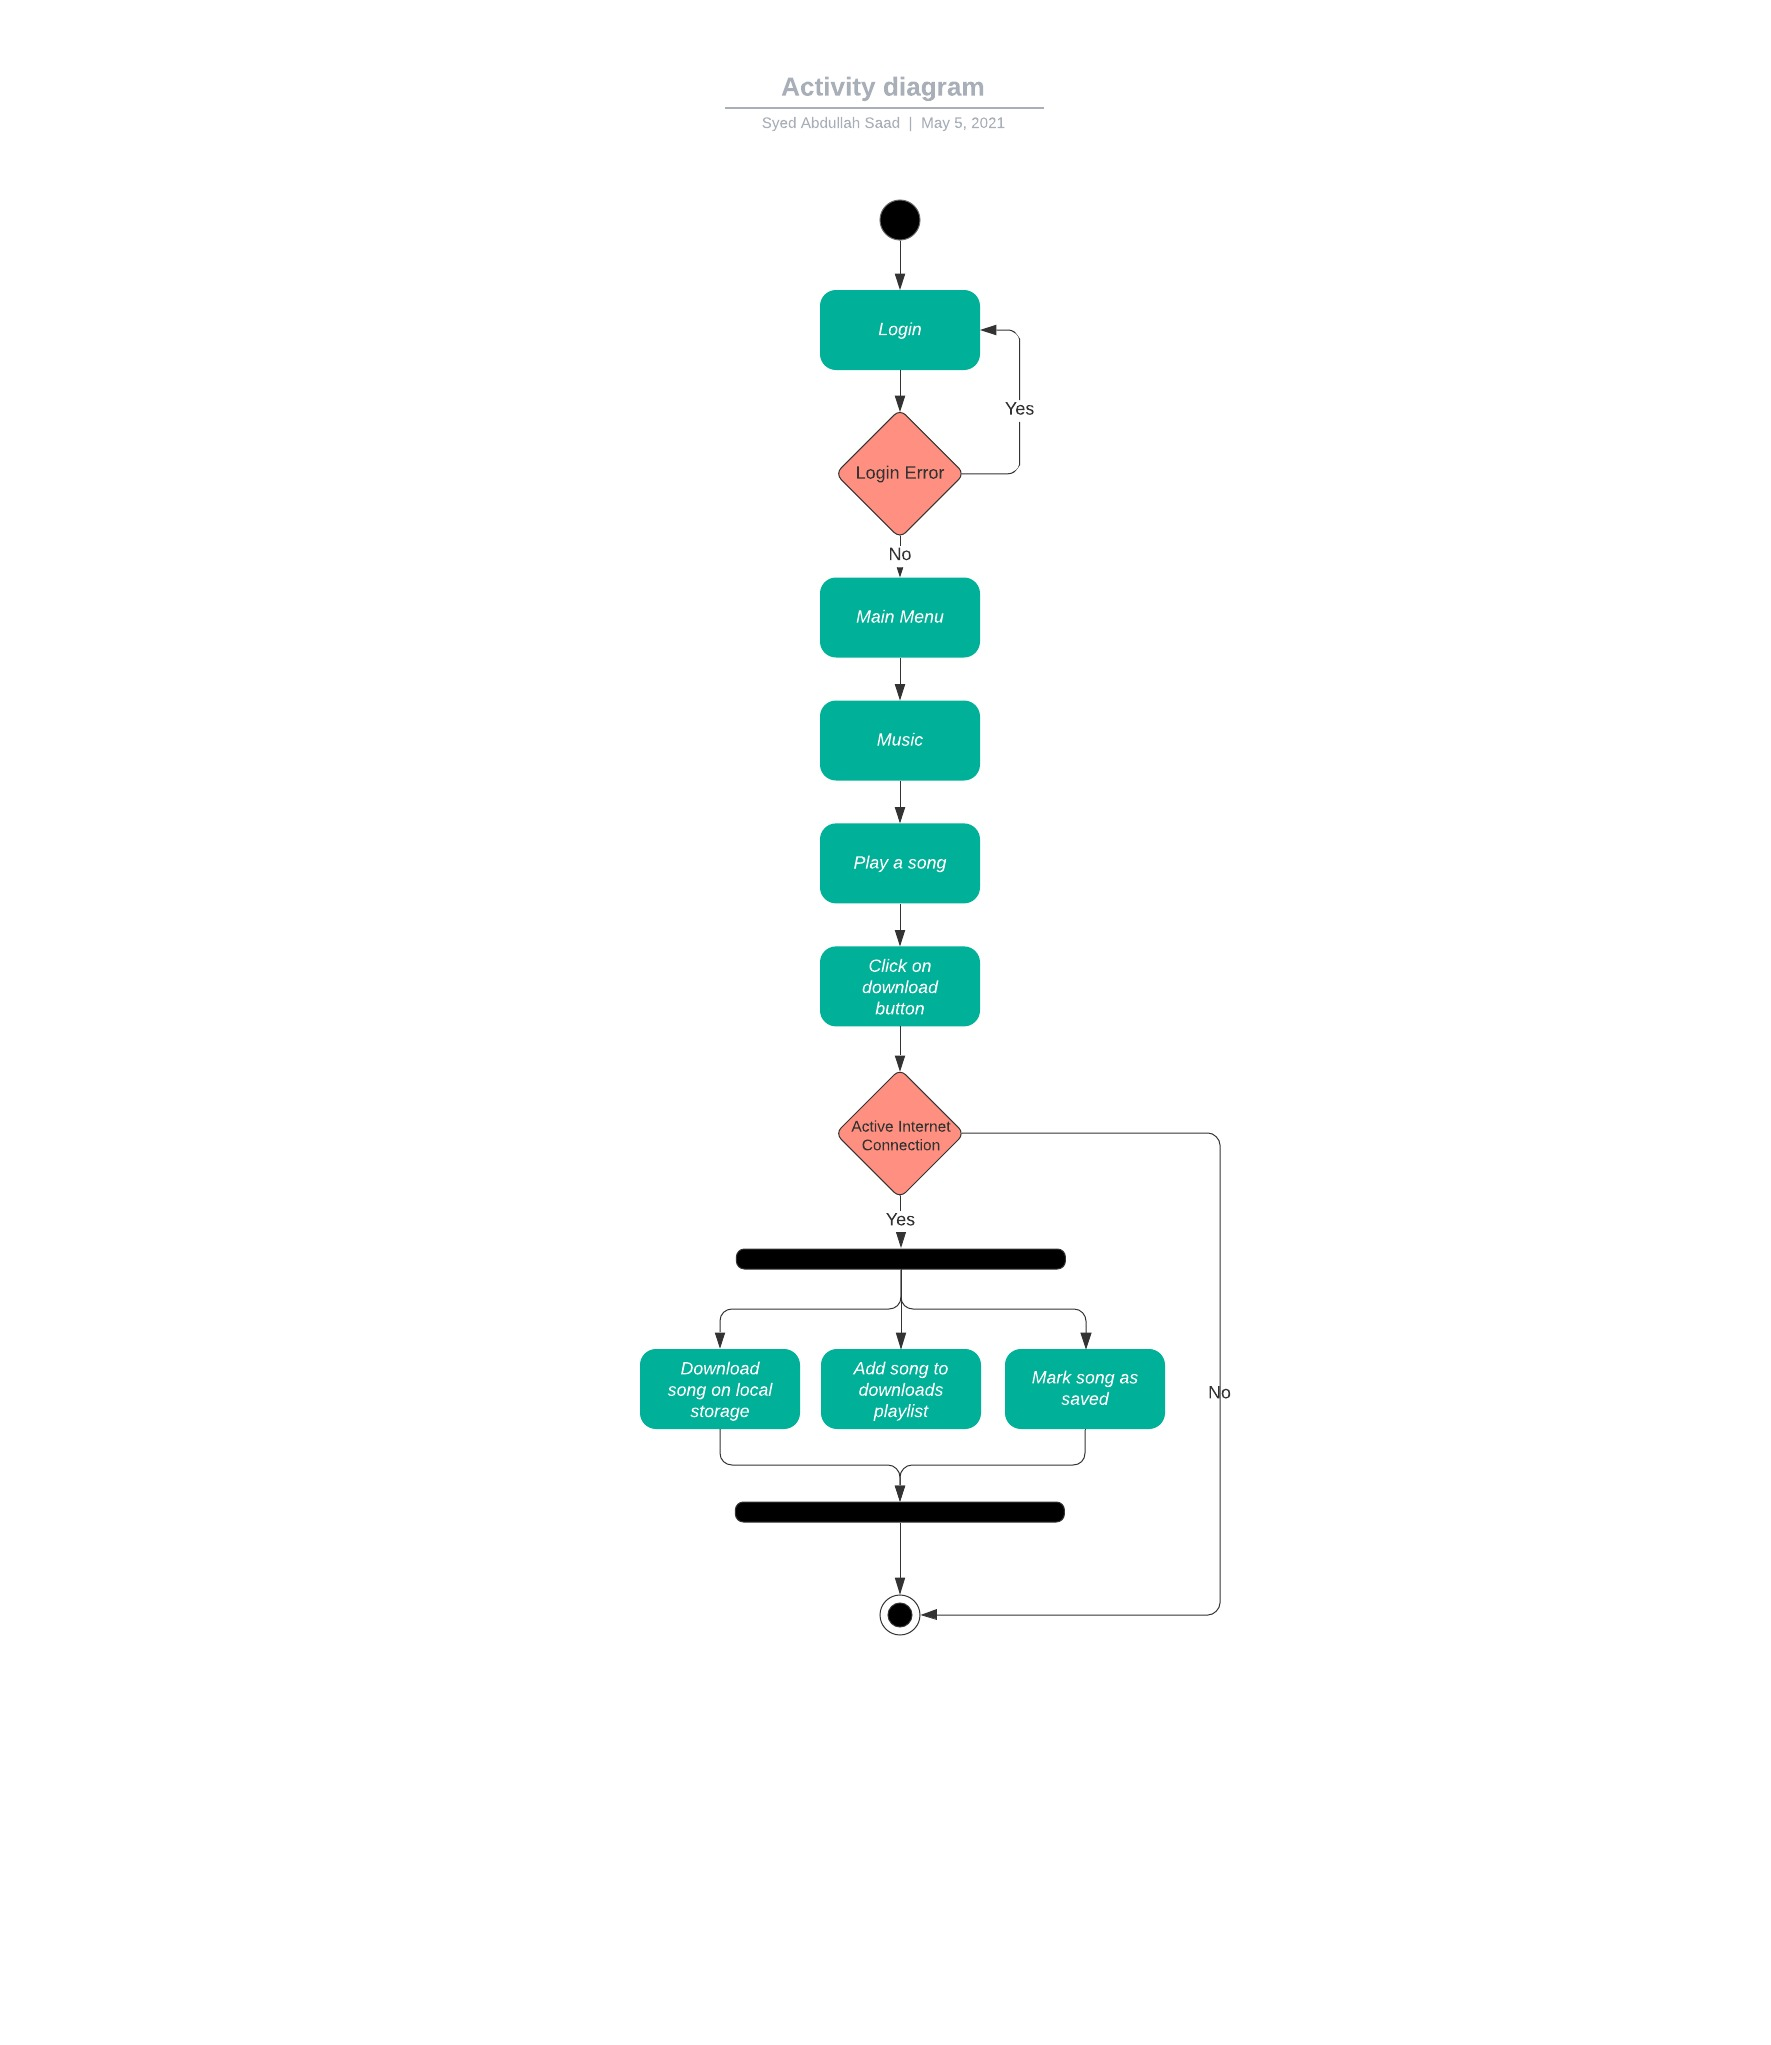 Activity diagram
Syed Abdullah Saad | May 5, 2021
Login
Yes
Login Error
No
Main Menu
Music
Play a song
Click on
download
button
Active Internet
Connection
Yes
Download
song on local
storage
Add song to
downloads
playlist
Mark song as
saved
No